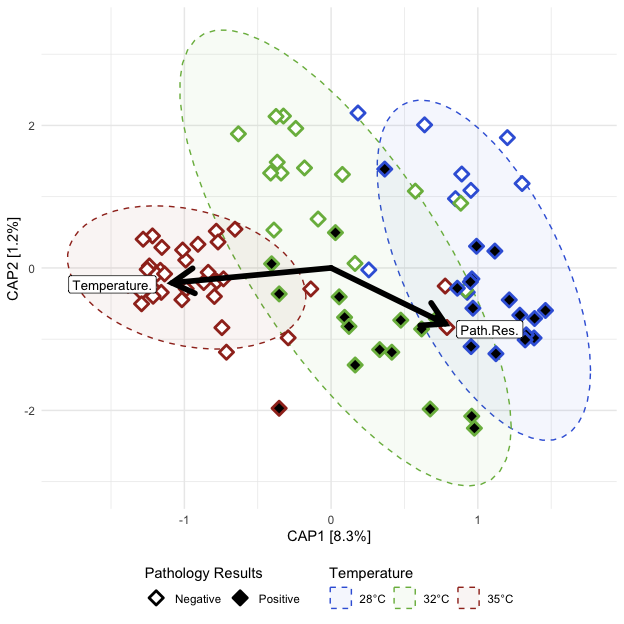 2
0
-2
CAP2 [1.2%]
Temperature.
Path.Res.
-1
0
1
CAP1 [8.3%]
Pathology Results
Negative
Positive
Temperature
28°C
32°C
35°C